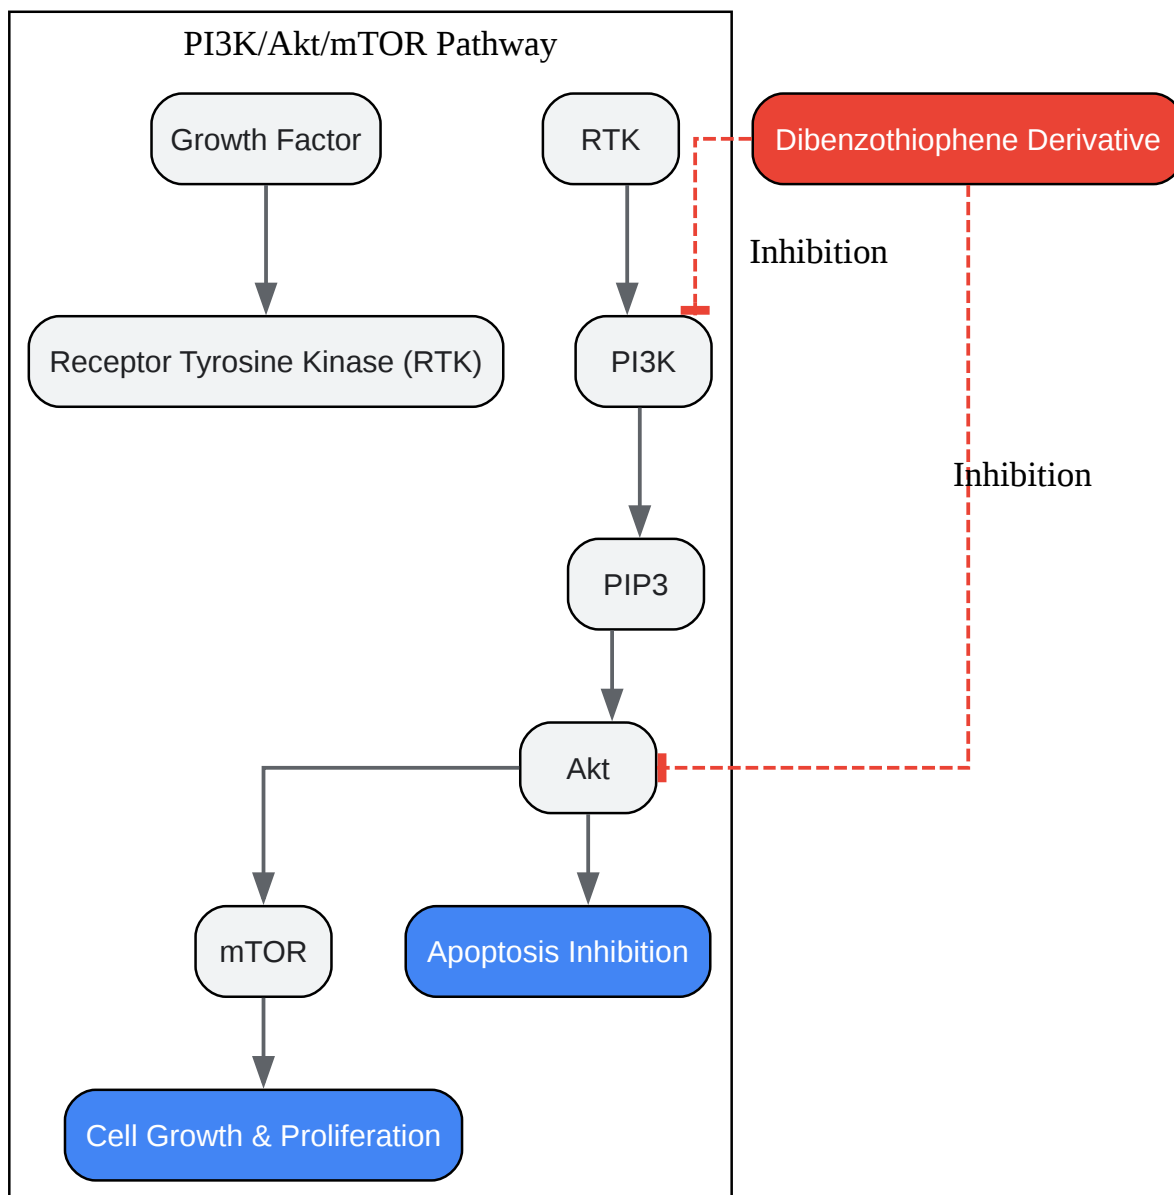 PI3K/Akt/mTOR Pathway
Growth Factor
RTK
Dibenzothiophene Derivative
Inhibition
Receptor Tyrosine Kinase (RTK)
PI3K
Inhibition
PIP3
Akt
mTOR
Apoptosis Inhibition
Cell Growth & Proliferation